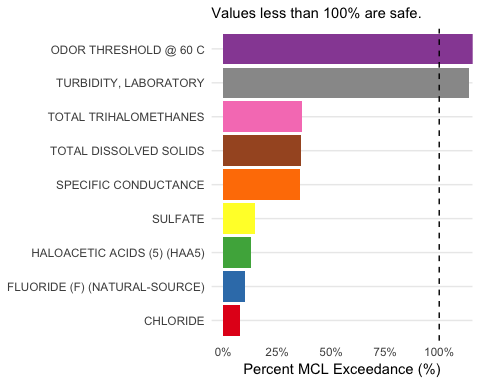 Values less than 100% are safe.
ODOR THRESHOLD @ 60 C
TURBIDITY, LABORATORY
TOTAL TRIHALOMETHANES
TOTAL DISSOLVED SOLIDS
SPECIFIC CONDUCTANCE
SULFATE
HALOACETIC ACIDS (5) (HAA5)
FLUORIDE (F) (NATURAL-SOURCE)
CHLORIDE
0% 25% 50% 75% 100%
Percent MCL Exceedance (%)